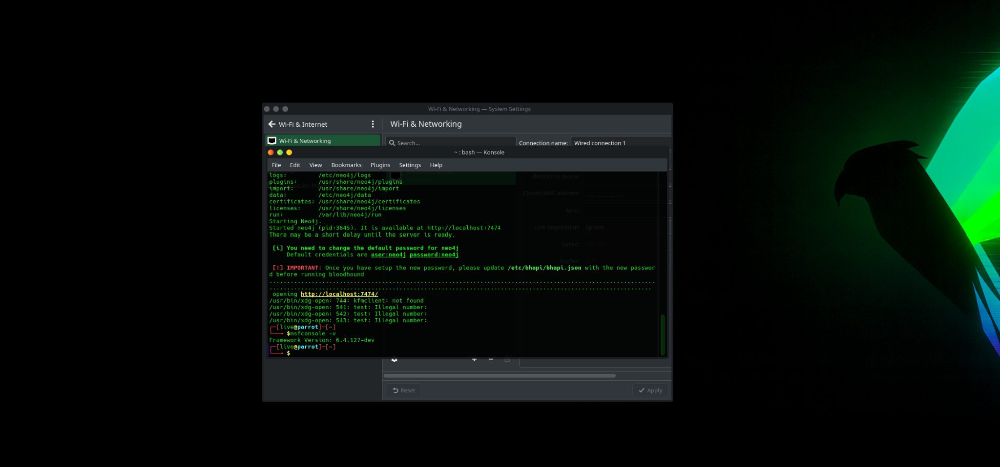 Wi-Fi & Networking — System Settings
Wi-Fi & Internet
Wi-Fi & Networking
Wi-Fi & Networking
Search...
Connection name:
Wired connection 1
~ : bash — Konsole
File Edit View Bookmarks Plugins Settings Help
logs: /etc/neo4j/logs
plugins: /usr/share/neo4j/plugins
import: /usr/share/neo4j/import
data: /etc/neo4j/data
certificates: /usr/share/neo4j/certificates
licenses: /usr/share/neo4j/licenses
run: /var/lib/neo4j/run
Starting Neo4j.
Started neo4j (pid:3645). It is available at http://localhost:7474
There may be a short delay until the server is ready.
[i] You need to change the default password for neo4j
Default credentials are user:neo4j password:neo4j
[!] IMPORTANT: Once you have setup the new password, please update /etc/bhapi/bhapi.json with the new passwor
d before running bloodhound
opening http://localhost:7474/
/usr/bin/xdg-open: 744: kfmclient: not found
/usr/bin/xdg-open: 541: test: Illegal number:
/usr/bin/xdg-open: 542: test: Illegal number:
/usr/bin/xdg-open: 543: test: Illegal number:
┌─[live@parrot]─[~]
└──╼ $msfconsole -v
Framework Version: 6.4.127-dev
┌─[live@parrot]─[~]
└──╼ $
Restrict to device:
Cloned MAC address:
MTU:
Link negotiation: Ignore
Speed:
Duplex:
Reset
Apply